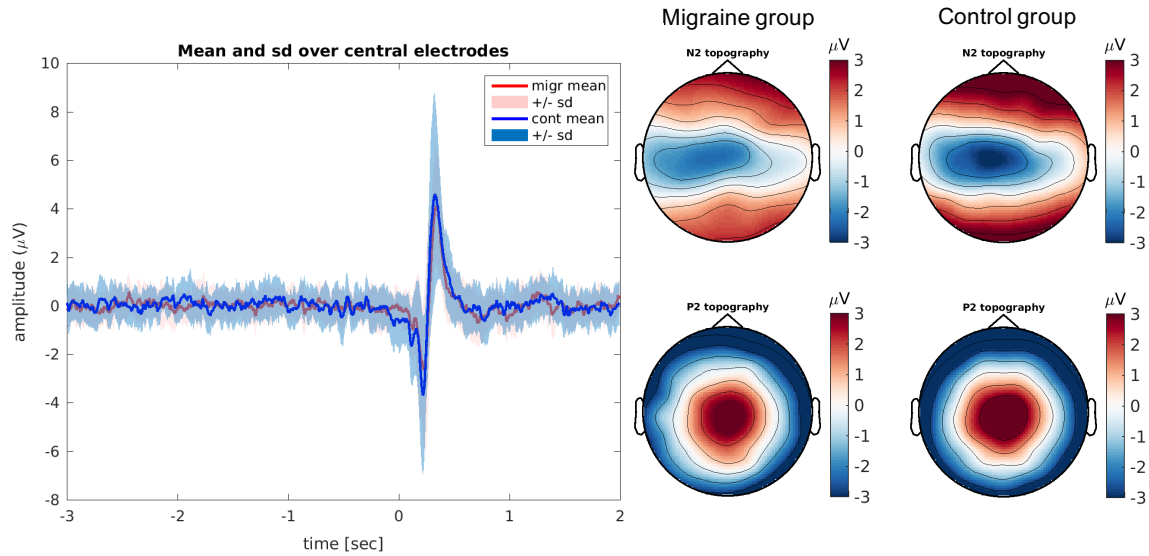 Migraine group
Control group
Mean and sd over central electrodes
10
8
6
4
2
0
-2
-4
-6
-8
amplitude (μV)
migr mean
+/- sd
cont mean
+/- sd
-3
-2
-1
0
1
2
time [sec]
N2 topography
μV
3
2
1
0
-1
-2
-3
N2 topography
μV
3
2
1
0
-1
-2
-3
P2 topography
μV
3
2
1
0
-1
-2
-3
P2 topography
μV
3
2
1
0
-1
-2
-3